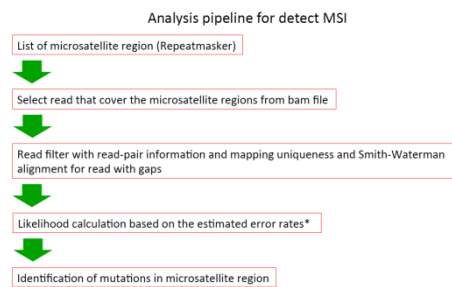 Analysis pipeline for detect MSI
List of microsatellite region (Repeatmasker)
Select read that cover the microsatellite regions from bam file
Read filter with read-pair information and mapping uniqueness and Smith-Waterman
alignment for read with gaps
Likelihood calculation based on the estimated error rates*
Identification of mutations in microsatellite region